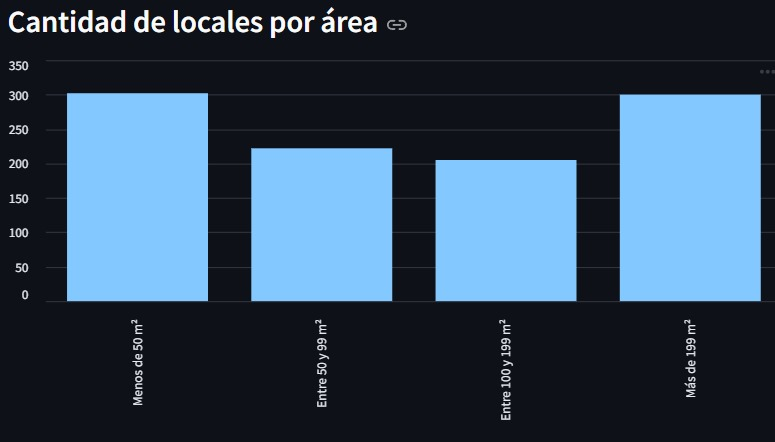 Cantidad de locales por área
350
300
250
200
150
100
50
0
Menos de 50 m²
Entre 50 y 99 m²
Entre 100 y 199 m²
Más de 199 m²